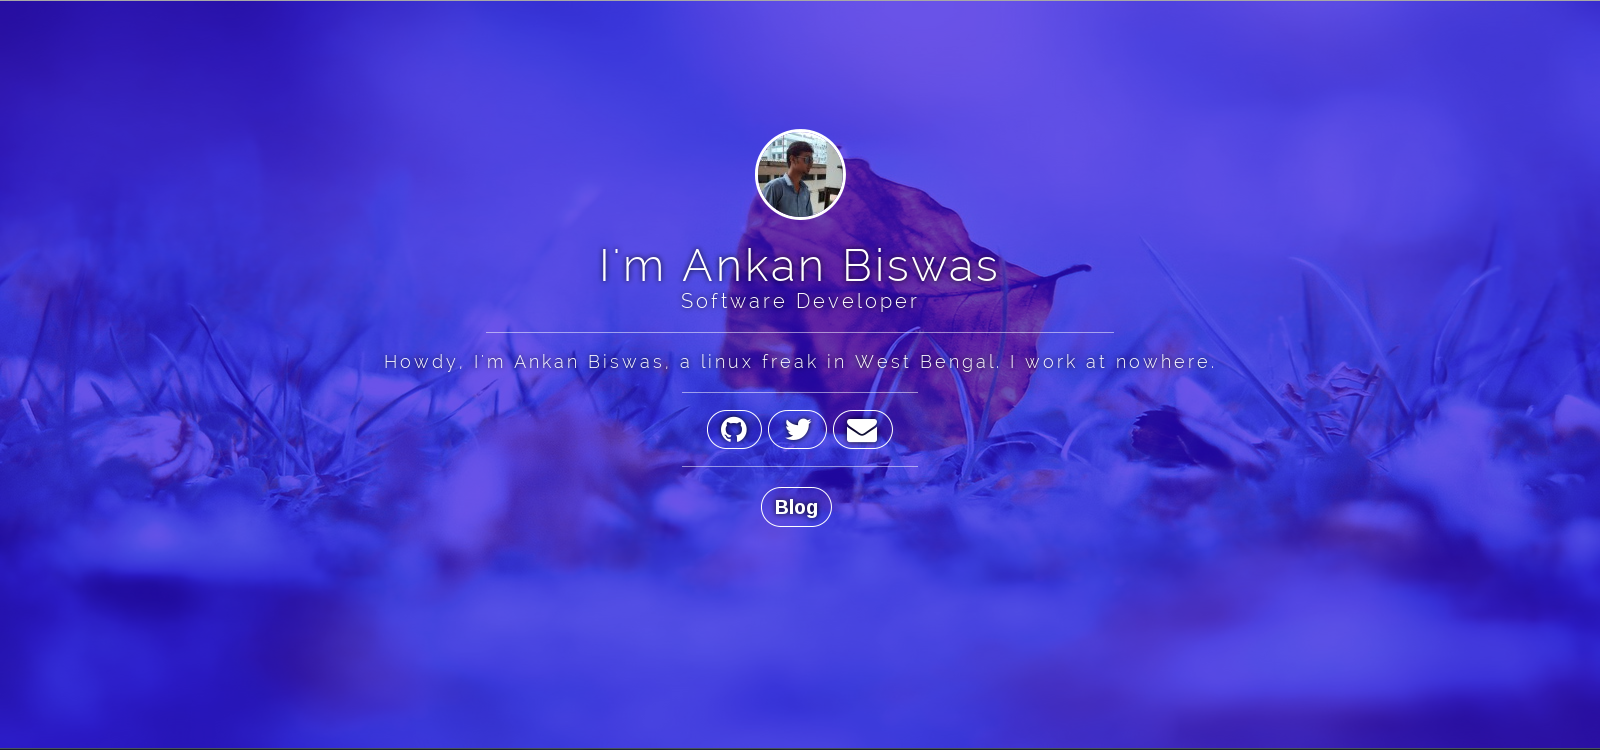 I'm Ankan Biswas
Software Developer
Howdy, I'm Ankan Biswas, a linux freak in West Bengal. I work at nowhere.
Blog